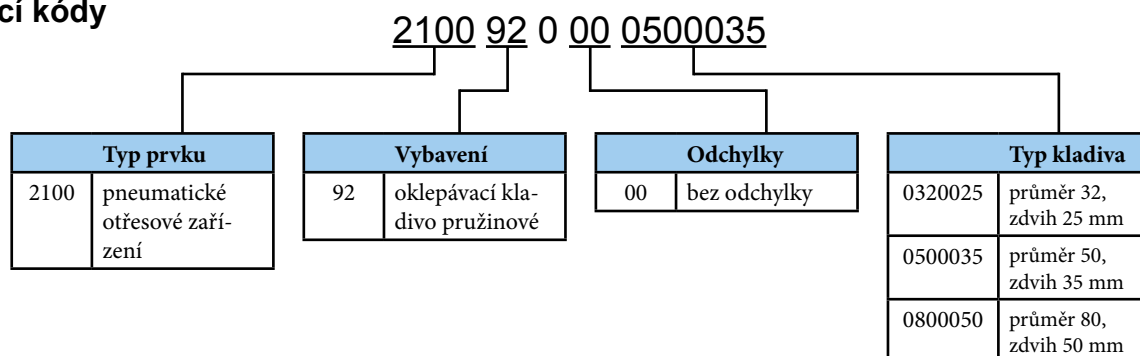 cí kódy
2100 92 0 00 0500035
Typ prvku
2100 pneumatické
otřesové zaří-
zení
Vybavení
92 oklepávací kla-
divo pružinové
Odchylky
00 bez odchylky
Typ kladiva
0320025 průměr 32,
zdvih 25 mm
0500035 průměr 50,
zdvih 35 mm
0800050 průměr 80,
zdvih 50 mm